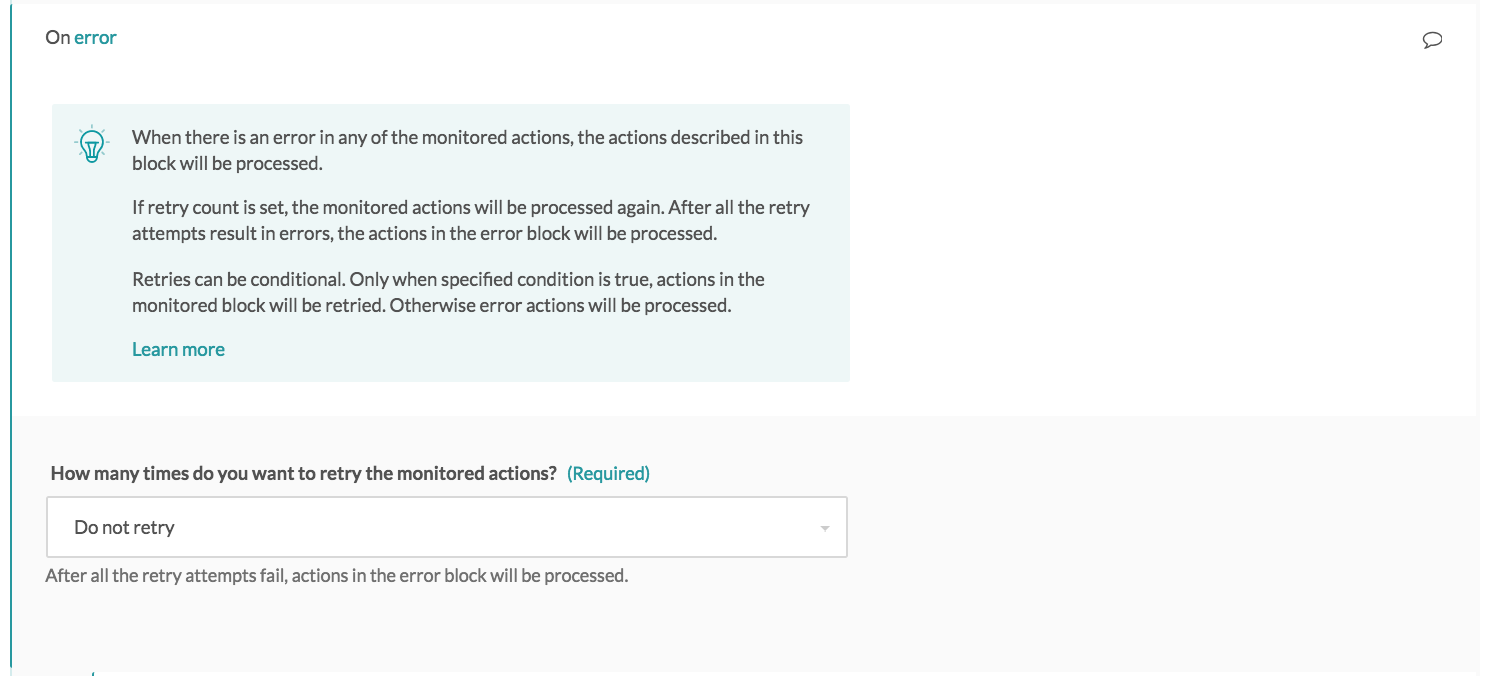 On error
When there is an error in any of the monitored actions, the actions described in this
block will be processed.
If retry count is set, the monitored actions will be processed again. After all the retry
attempts result in errors, the actions in the error block will be processed.
Retries can be conditional. Only when specified condition is true, actions in the
monitored block will be retried. Otherwise error actions will be processed.
Learn more
How many times do you want to retry the monitored actions? (Required)
Do not retry
After all the retry attempts fail, actions in the error block will be processed.